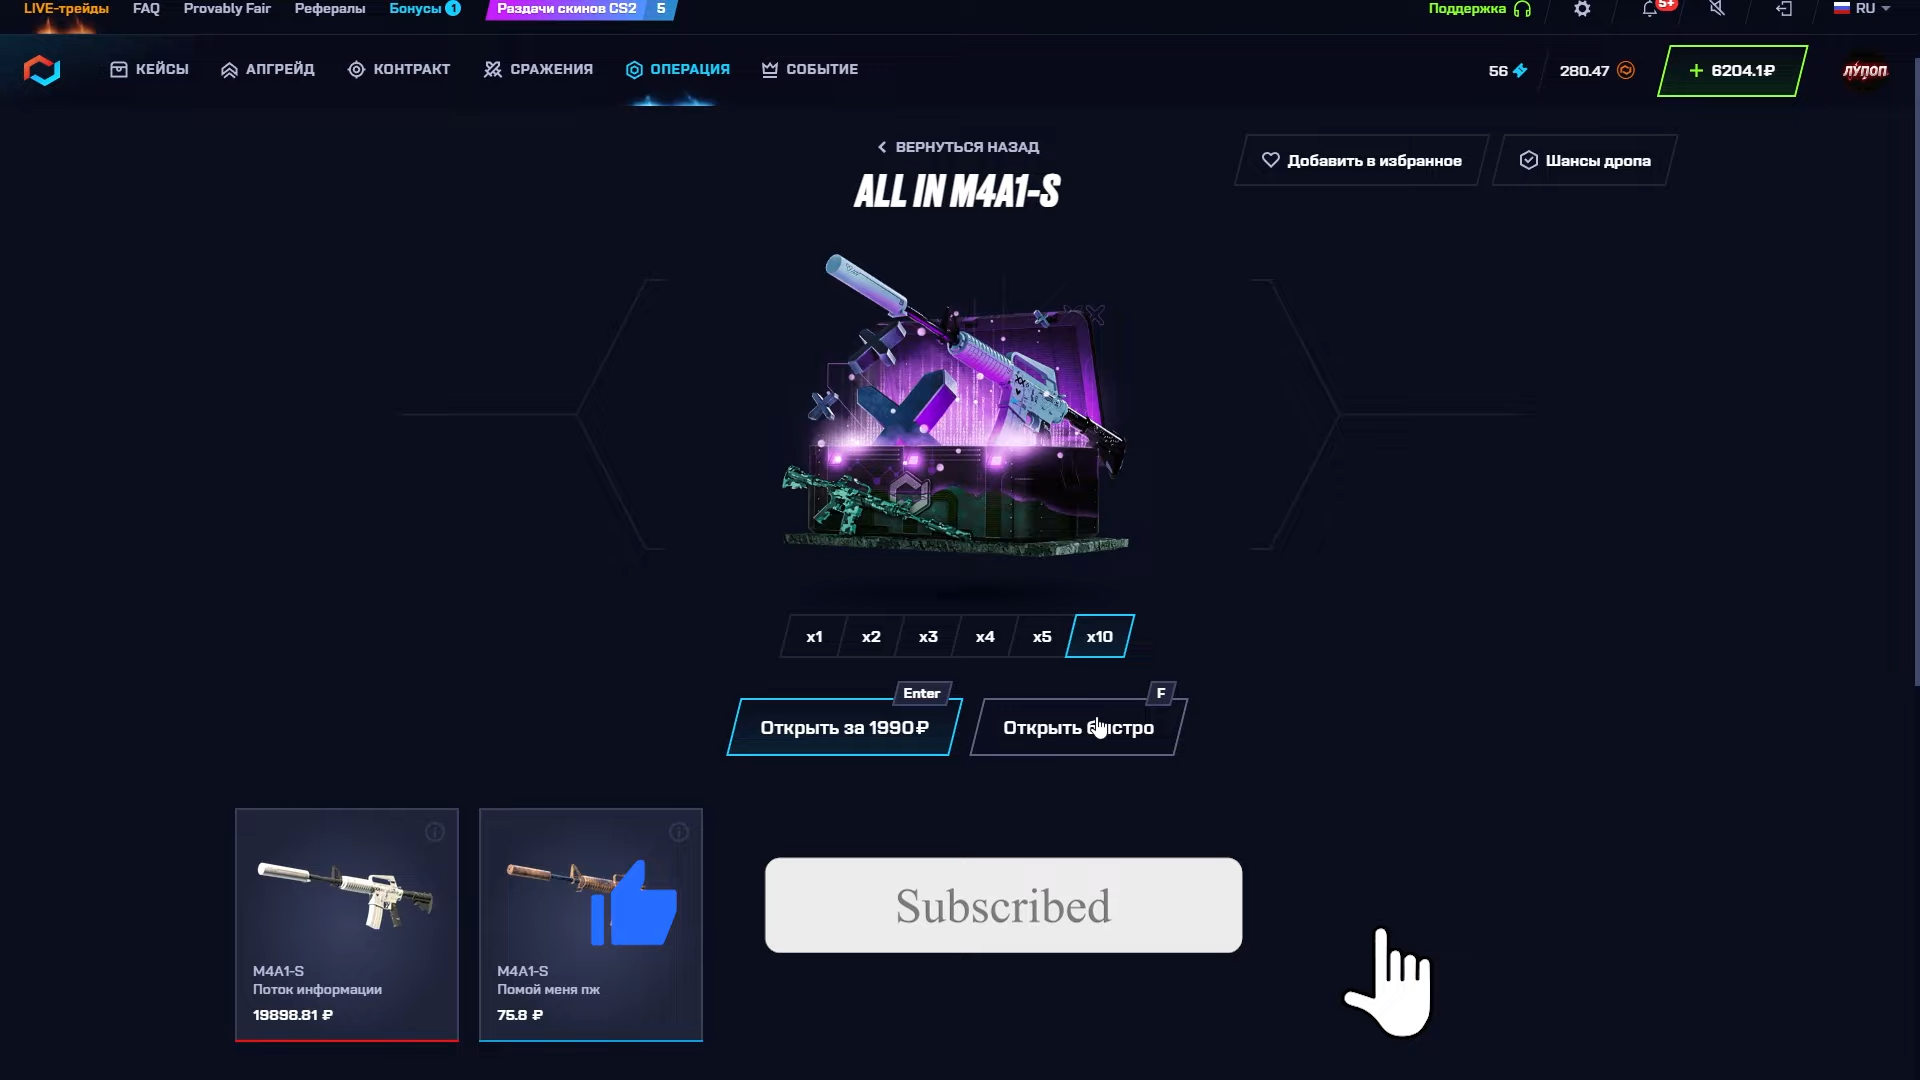 LIVE-трейды FAQ Provably Fair Рефералы Бонусы 1 Раздачи скинов CS2 5 Поддержка 5+ RU
КЕЙСЫ АПГРЕЙД КОНТРАКТ СРАЖЕНИЯ ОПЕРАЦИЯ СОБЫТИЕ 56 280.47 + 6204.1₽ ЛУПОП
ВЕРНУТЬСЯ НАЗАД
Добавить в избранное Шансы дропа
ALL IN M4A1-S
x1 x2 x3 x4 x5 x10
Enter F
Открыть за 1990₽ Открыть быстро
Subscribed
M4A1-S
Поток информации
19898.81 ₽
M4A1-S
Помой меня пж
75.8 ₽